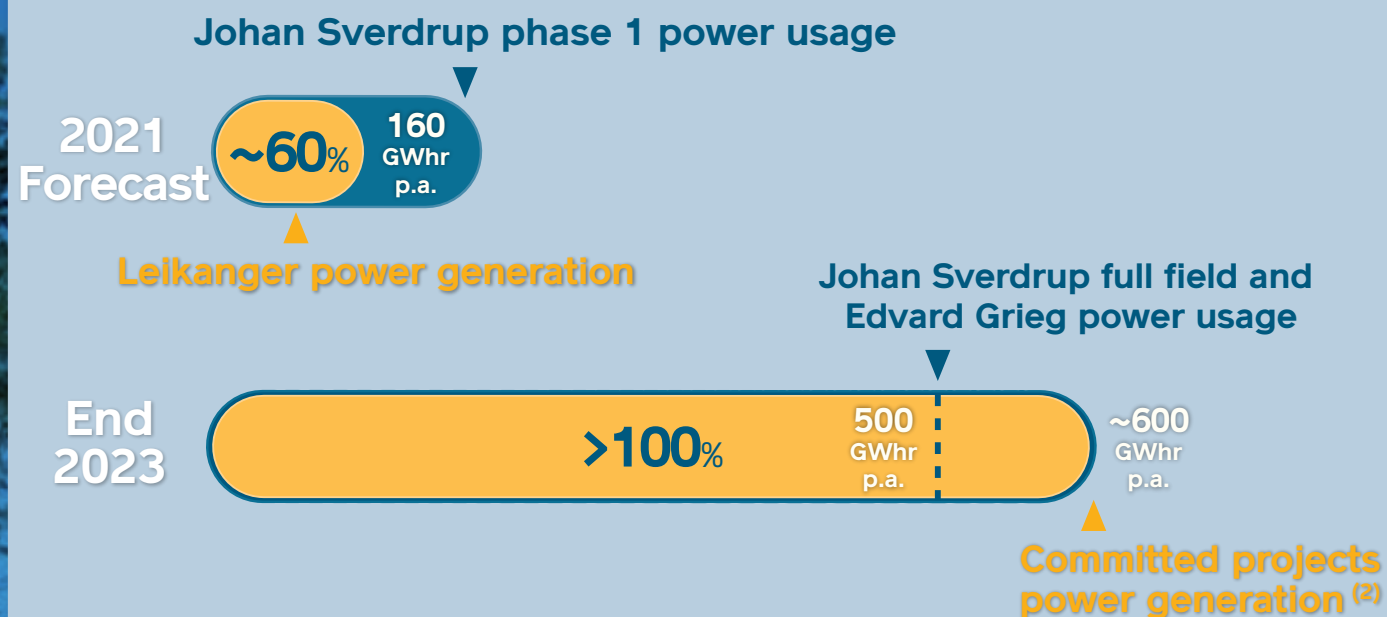 Johan Sverdrup phase 1 power usage
2021
Forecast
~60%
160
GWhr
p.a.
Leikanger power generation
Johan Sverdrup full field and
Edvard Grieg power usage
End
2023
>100%
500
GWhr
p.a.
~600
GWhr
p.a.
Committed projects
power generation (2)